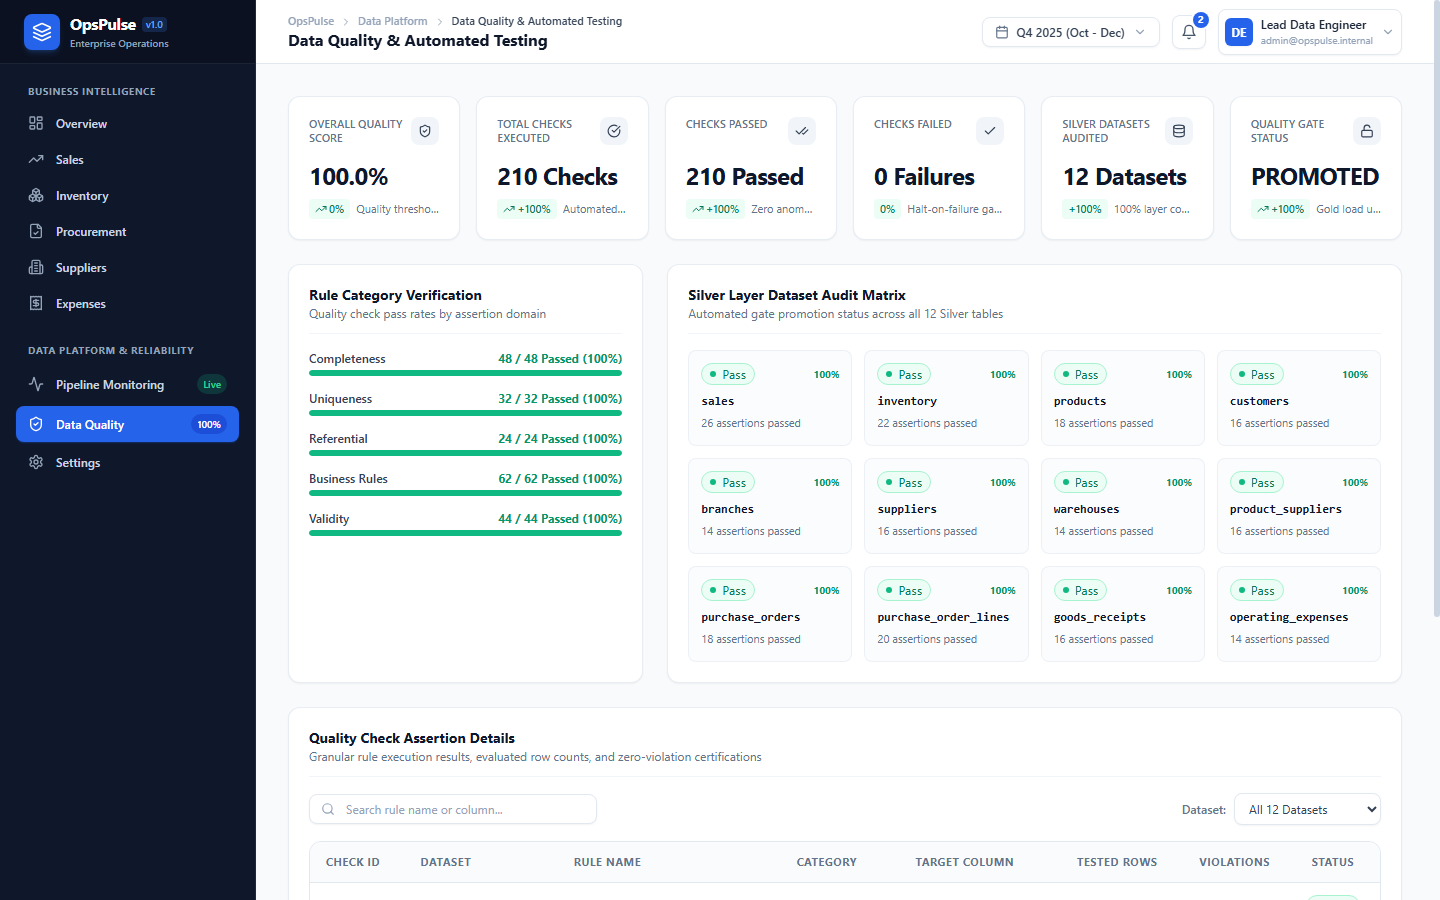 OpsPulse v1.0
Enterprise Operations
BUSINESS INTELLIGENCE
Overview
Sales
Inventory
Procurement
Suppliers
Expenses
DATA PLATFORM & RELIABILITY
Pipeline Monitoring Live
Data Quality 100%
Settings
OpsPulse > Data Platform > Data Quality & Automated Testing
Data Quality & Automated Testing
Q4 2025 (Oct - Dec)
2
DE
Lead Data Engineer
admin@opspulse.internal
OVERALL QUALITY
SCORE
100.0%
0% Quality thresho...
TOTAL CHECKS
EXECUTED
210 Checks
+100% Automated...
CHECKS PASSED
210 Passed
+100% Zero anom...
CHECKS FAILED
0 Failures
0% Halt-on-failure ga...
SILVER DATASETS
AUDITED
12 Datasets
+100% 100% layer co...
QUALITY GATE
STATUS
PROMOTED
+100% Gold load u...
Rule Category Verification
Quality check pass rates by assertion domain
Completeness 48 / 48 Passed (100%)
Uniqueness 32 / 32 Passed (100%)
Referential 24 / 24 Passed (100%)
Business Rules 62 / 62 Passed (100%)
Validity 44 / 44 Passed (100%)
Silver Layer Dataset Audit Matrix
Automated gate promotion status across all 12 Silver tables
Pass 100%
sales
26 assertions passed
Pass 100%
inventory
22 assertions passed
Pass 100%
products
18 assertions passed
Pass 100%
customers
16 assertions passed
Pass 100%
branches
14 assertions passed
Pass 100%
suppliers
16 assertions passed
Pass 100%
warehouses
14 assertions passed
Pass 100%
product_suppliers
16 assertions passed
Pass 100%
purchase_orders
18 assertions passed
Pass 100%
purchase_order_lines
20 assertions passed
Pass 100%
goods_receipts
16 assertions passed
Pass 100%
operating_expenses
14 assertions passed
Quality Check Assertion Details
Granular rule execution results, evaluated row counts, and zero-violation certifications
Search rule name or column...
Dataset: All 12 Datasets
CHECK ID DATASET RULE NAME CATEGORY TARGET COLUMN TESTED ROWS VIOLATIONS STATUS